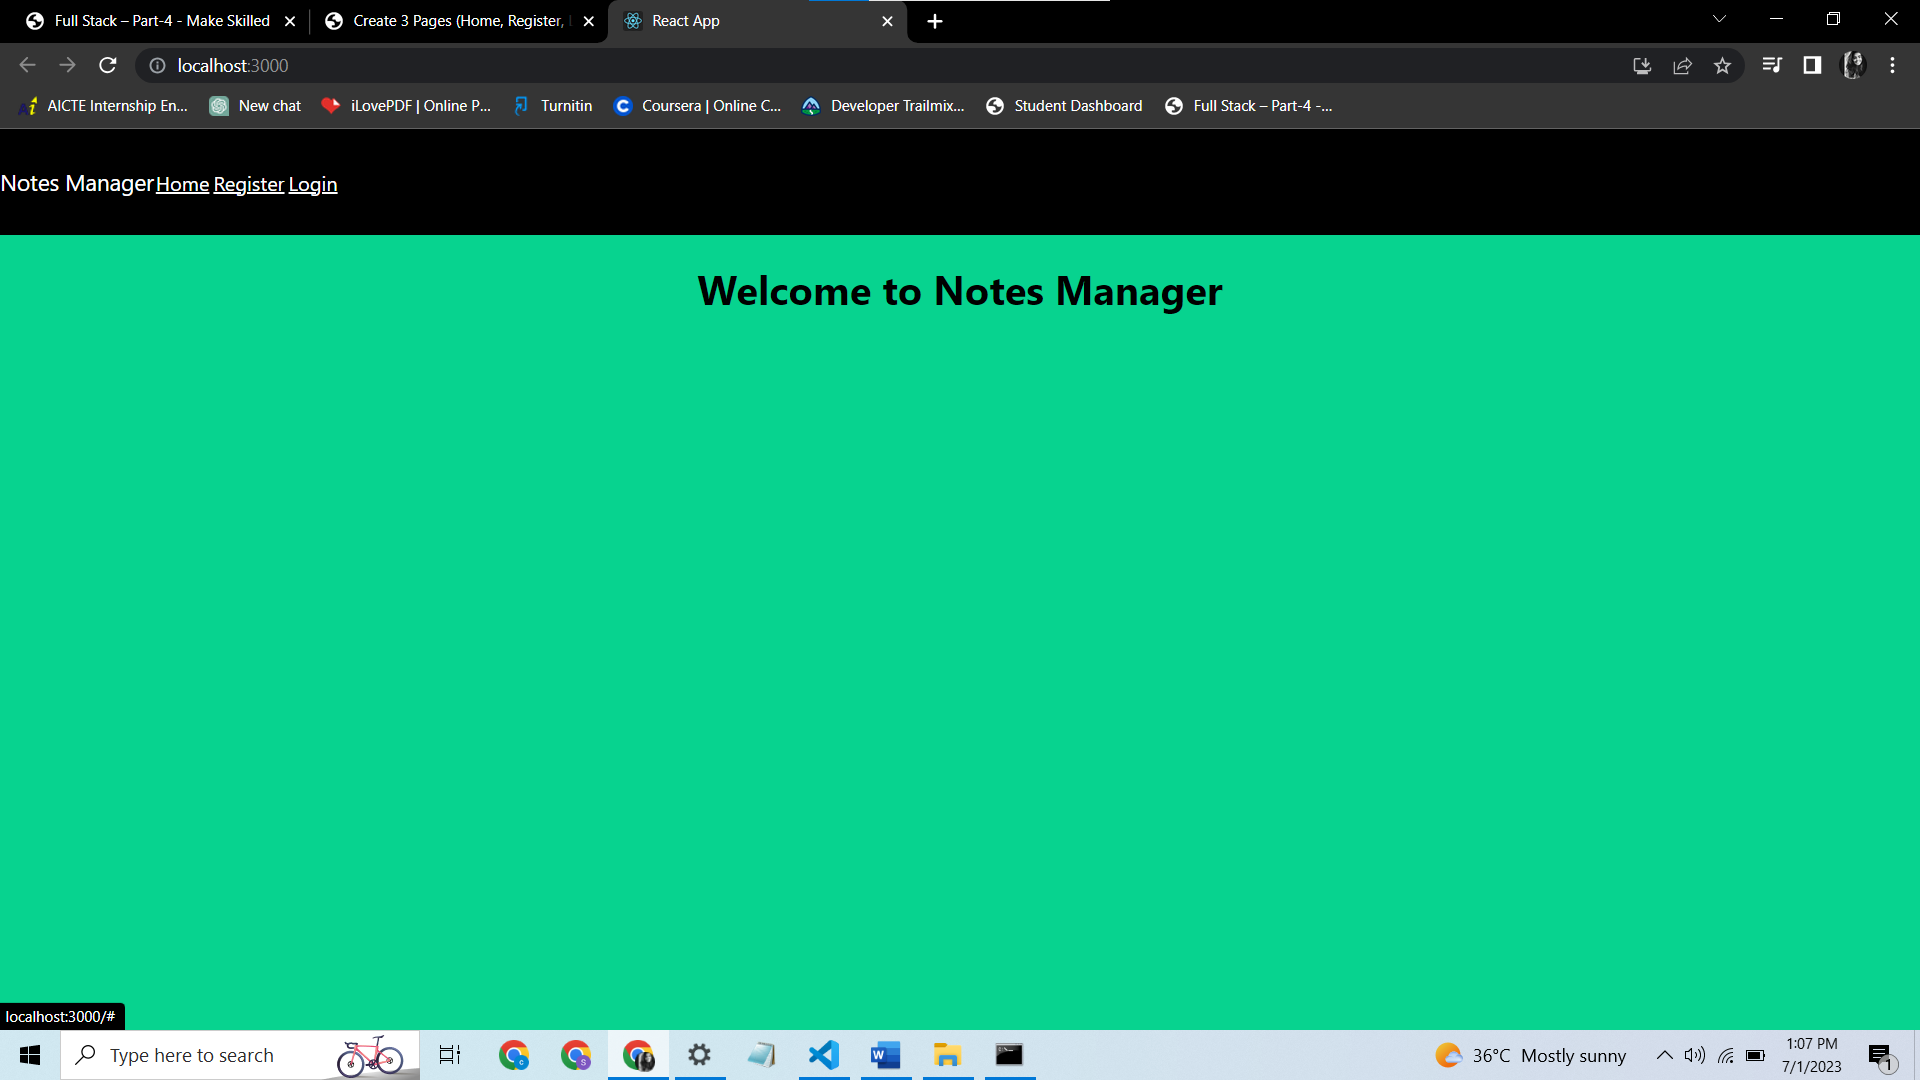 Full Stack – Part-4 - Make Skilled
Create 3 Pages (Home, Register,
React App
localhost:3000
AICTE Internship En...
New chat
iLovePDF | Online P...
Turnitin
Coursera | Online C...
Developer Trailmix...
Student Dashboard
Full Stack – Part-4 -...
Notes Manager Home Register Login
Welcome to Notes Manager
localhost:3000/#
Type here to search
36°C Mostly sunny
1:07 PM
7/1/2023
1